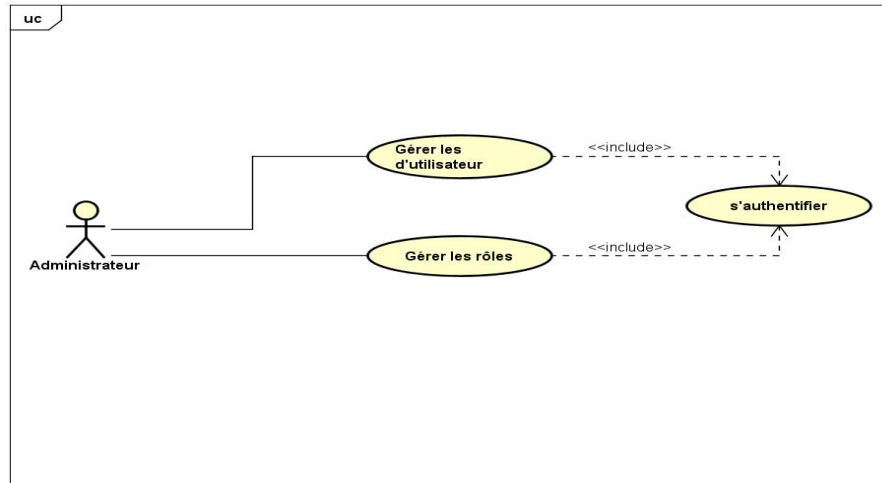 uc
Gérer les
d'utilisateur
<<include>>
s'authentifier
Administrateur
Gérer les rôles
<<include>>